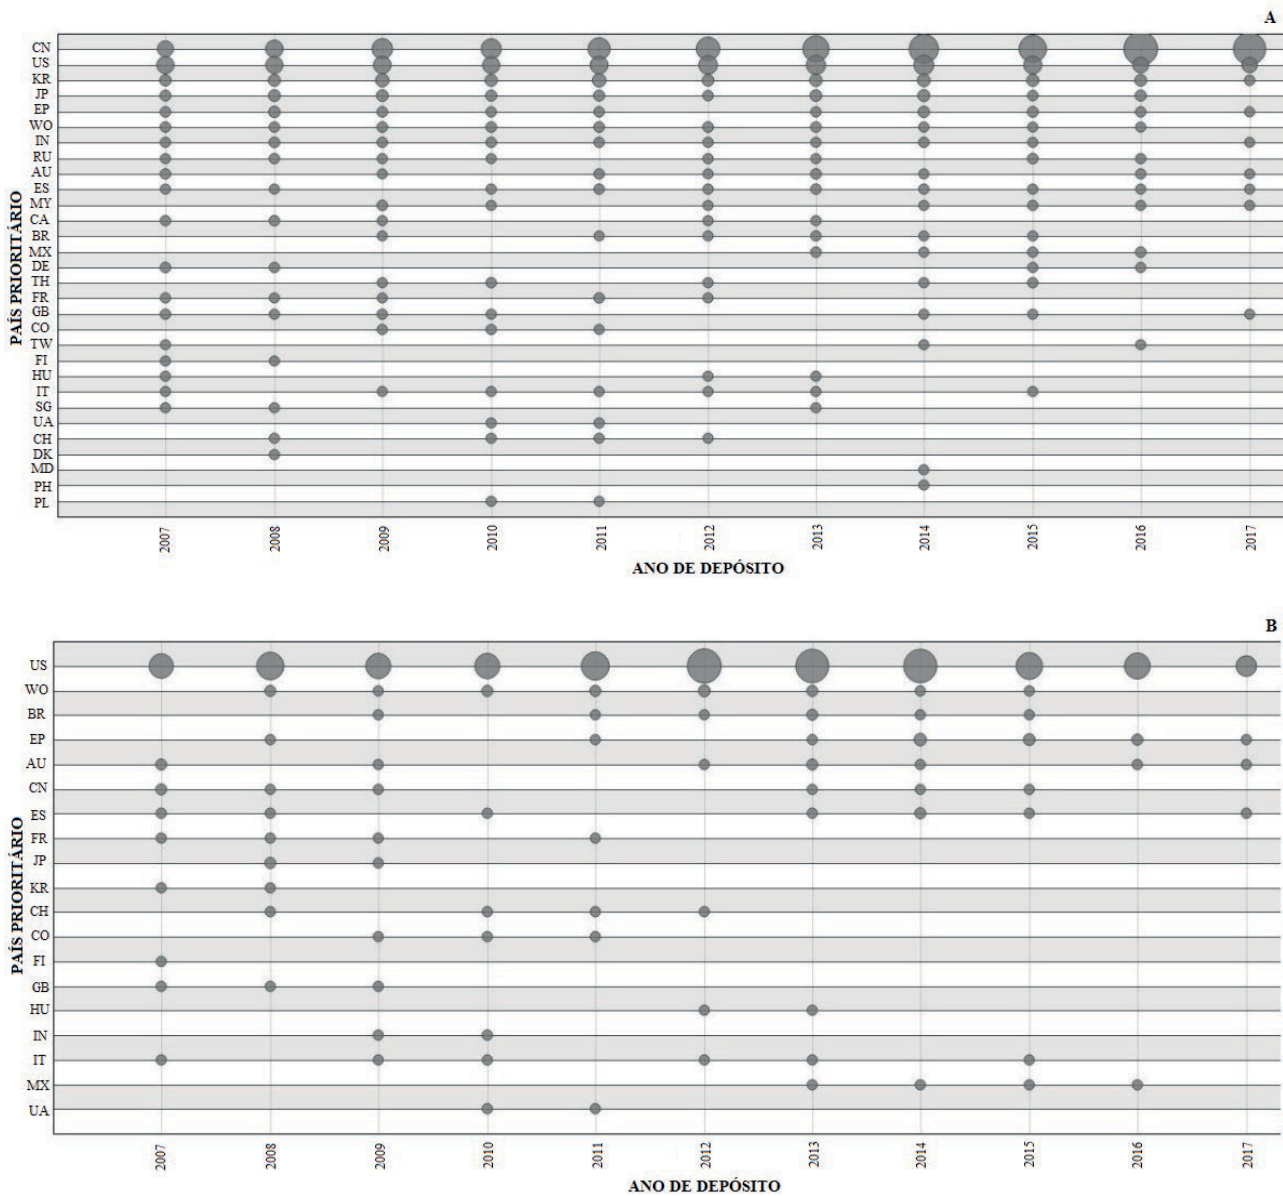 A
PAÍS PRIORITÁRIO
CN
US
KR
JP
EP
WO
IN
RU
AU
ES
MY
CA
BR
MX
DE
TH
FR
GB
CO
TW
FI
HU
IT
SG
UA
CH
DK
MD
PH
PL
2007 2008 2009 2010 2011 2012 2013 2014 2015 2016 2017
ANO DE DEPÓSITO
B
PAÍS PRIORITÁRIO
US
WO
BR
EP
AU
CN
ES
FR
JP
KR
CH
CO
FI
GB
HU
IN
IT
MX
UA
2007 2008 2009 2010 2011 2012 2013 2014 2015 2016 2017
ANO DE DEPÓSITO